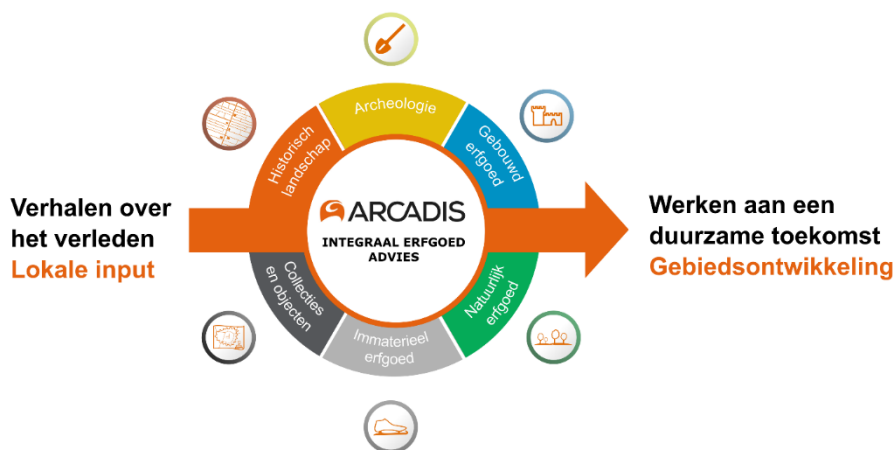 Archeologie
Historisch
landschap
Gebouwd
erfgoed
Verhalen over
het verleden
Lokale input
ARCADIS
INTEGRAAL ERFGOED
ADVIES
Werken aan een
duurzame toekomst
Gebiedsontwikkeling
Collecties
en objecten
Natuurlijk
erfgoed
Immaterieel
erfgoed